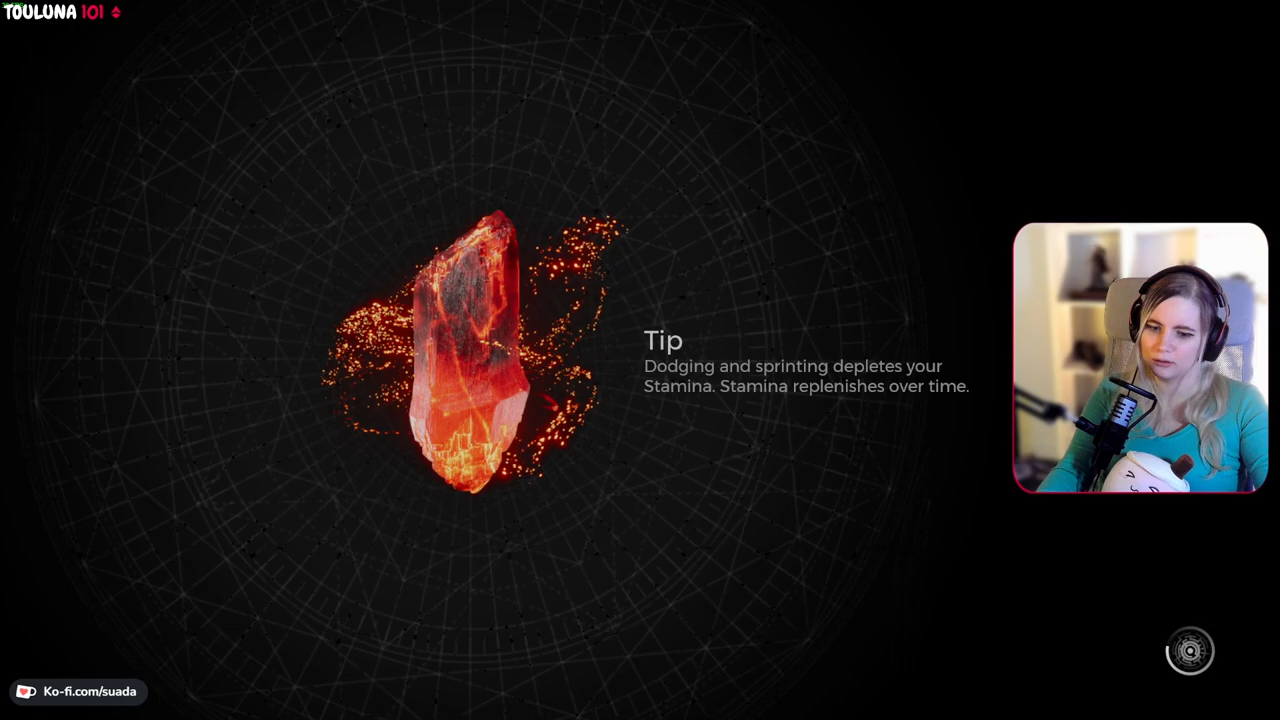 TOULUNA 101
Tip
Dodging and sprinting depletes your
Stamina. Stamina replenishes over time.
Ko-fi.com/suada